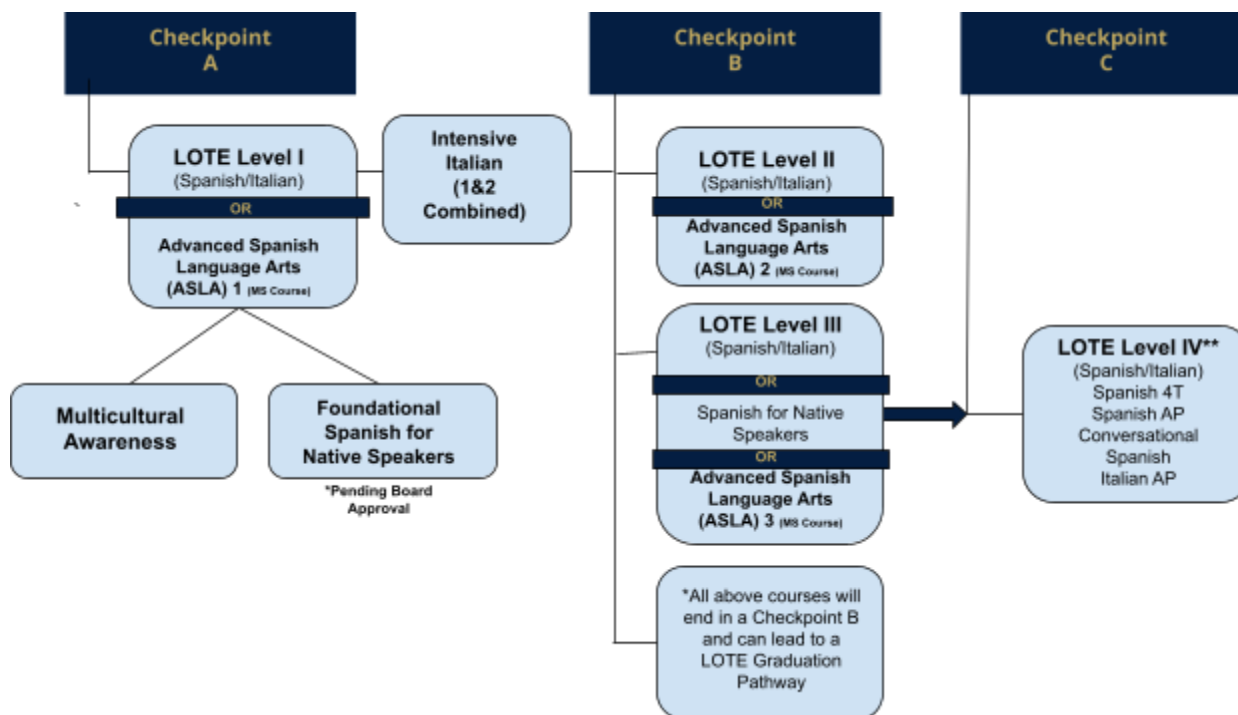 Checkpoint
A
Checkpoint
B
Checkpoint
C
LOTE Level I
(Spanish/Italian)
OR
Advanced Spanish
Language Arts
(ASLA) 1 (MS Course)
Intensive
Italian
(1&2
Combined)
Multicultural
Awareness
Foundational
Spanish for
Native Speakers
*Pending Board
Approval
LOTE Level II
(Spanish/Italian)
OR
Advanced Spanish
Language Arts
(ASLA) 2 (MS Course)
LOTE Level III
(Spanish/Italian)
OR
Spanish for Native
Speakers
OR
Advanced Spanish
Language Arts
(ASLA) 3 (MS Course)
*All above courses will
end in a Checkpoint B
and can lead to a
LOTE Graduation
Pathway
LOTE Level IV**
(Spanish/Italian)
Spanish 4T
Spanish AP
Conversational
Spanish
Italian AP